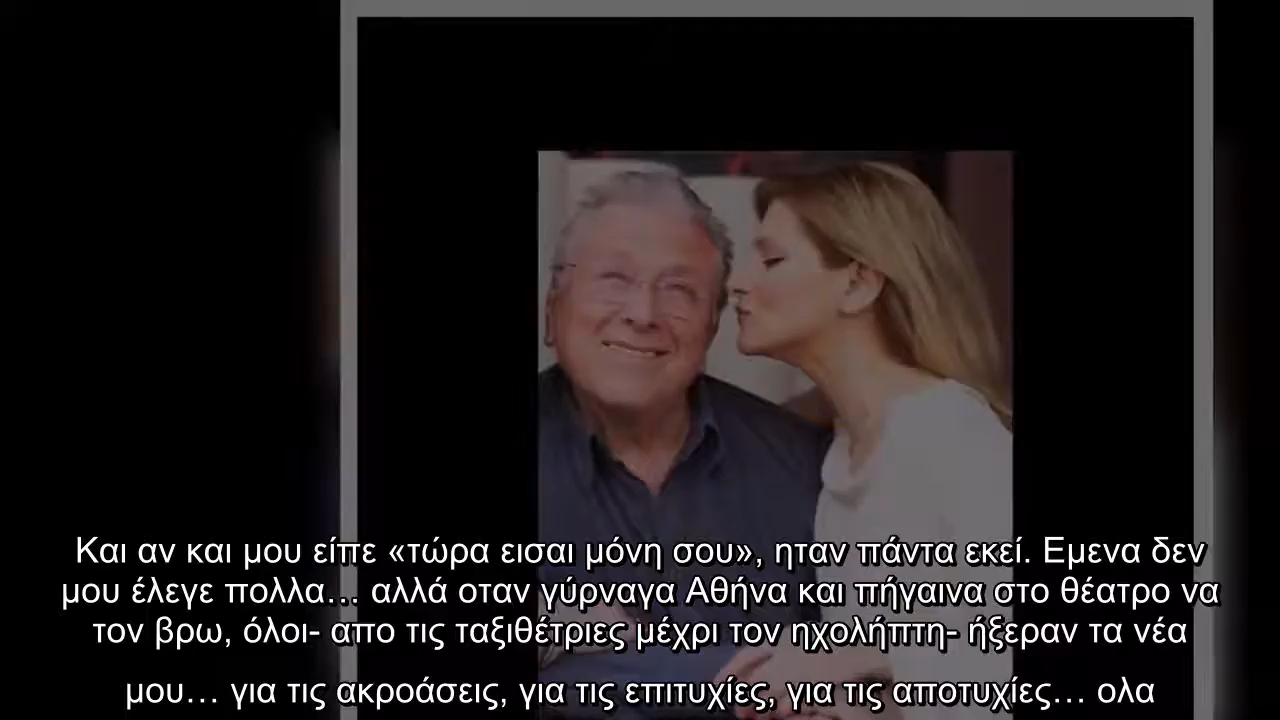 Και αν και μου είπε «τώρα εισαι μόνη σου», ηταν πάντα εκεί. Εμενα δεν
μου έλεγε πολλα… αλλά οταν γύρναγα Αθήνα και πήγαινα στο θέατρο να
τον βρω, όλοι- απο τις ταξιθέτριες μέχρι τον ηχολήπτη- ήξεραν τα νέα
μου… για τις ακροάσεις, για τις επιτυχίες, για τις αποτυχίες… ολα